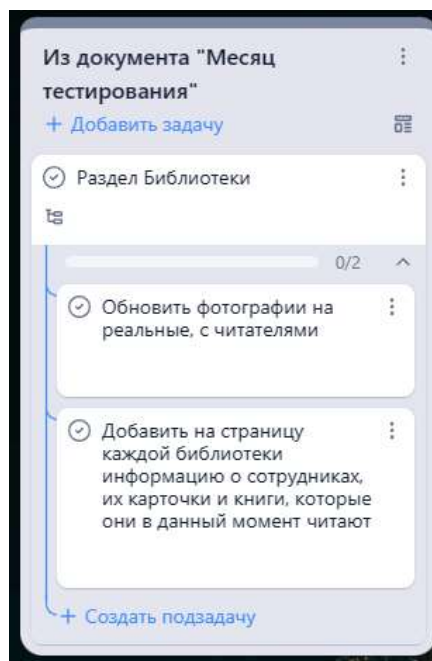 Из документа "Месяц
тестирования"
+ Добавить задачу
Раздел Библиотеки
0/2
Обновить фотографии на
реальные, с читателями
Добавить на страницу
каждой библиотеки
информацию о сотрудниках,
их карточки и книги, которые
они в данный момент читают
+ Создать подзадачу